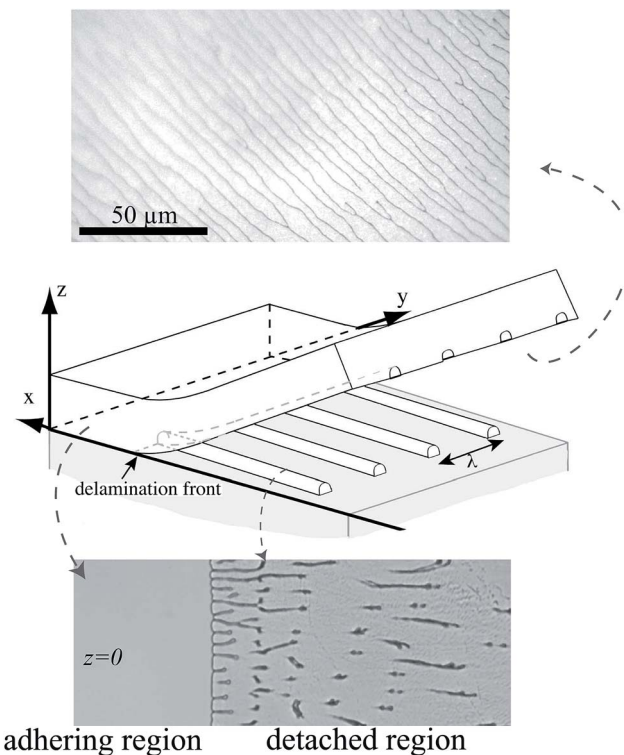 50 µm
z
y
x
λ
delamination front
z=0
adhering region detached region